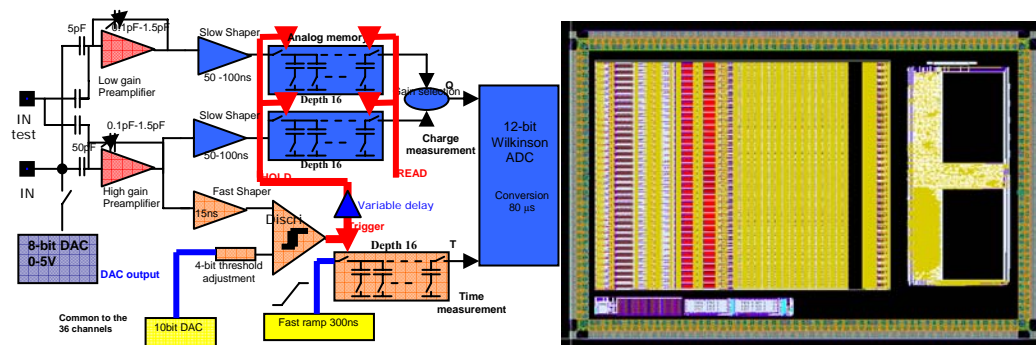 5pF
0.1pF-1.5pF
Low gain
Preamplifier
Slow Shaper
50 -100ns
Analog memory
Depth 16
IN
test
IN
50pF
0.1pF-1.5pF
High gain
Preamplifier
Slow Shaper
50-100ns
Depth 16
HOLD
READ
Q
Gain selection
Charge
measurement
12-bit
Wilkinson
ADC
Conversion
80 µs
Fast Shaper
15ns
Discri
Variable delay
Trigger
Depth 16
T
Time
measurement
8-bit DAC
0-5V
DAC output
4-bit threshold
adjustment
Common to the
36 channels
10bit DAC
Fast ramp 300ns